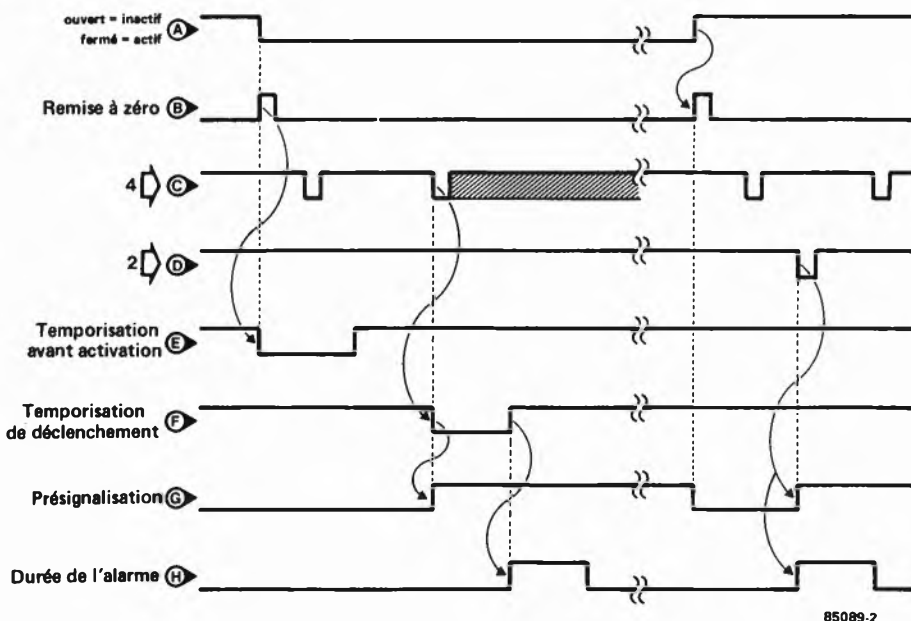 ouvert = inactif
fermé = actif
A
Remise à zéro B
4 C
2 D
Temporisation
avant activation E
Temporisation
de déclenchement F
Présignalisation G
Durée de l'alarme H
85089-2